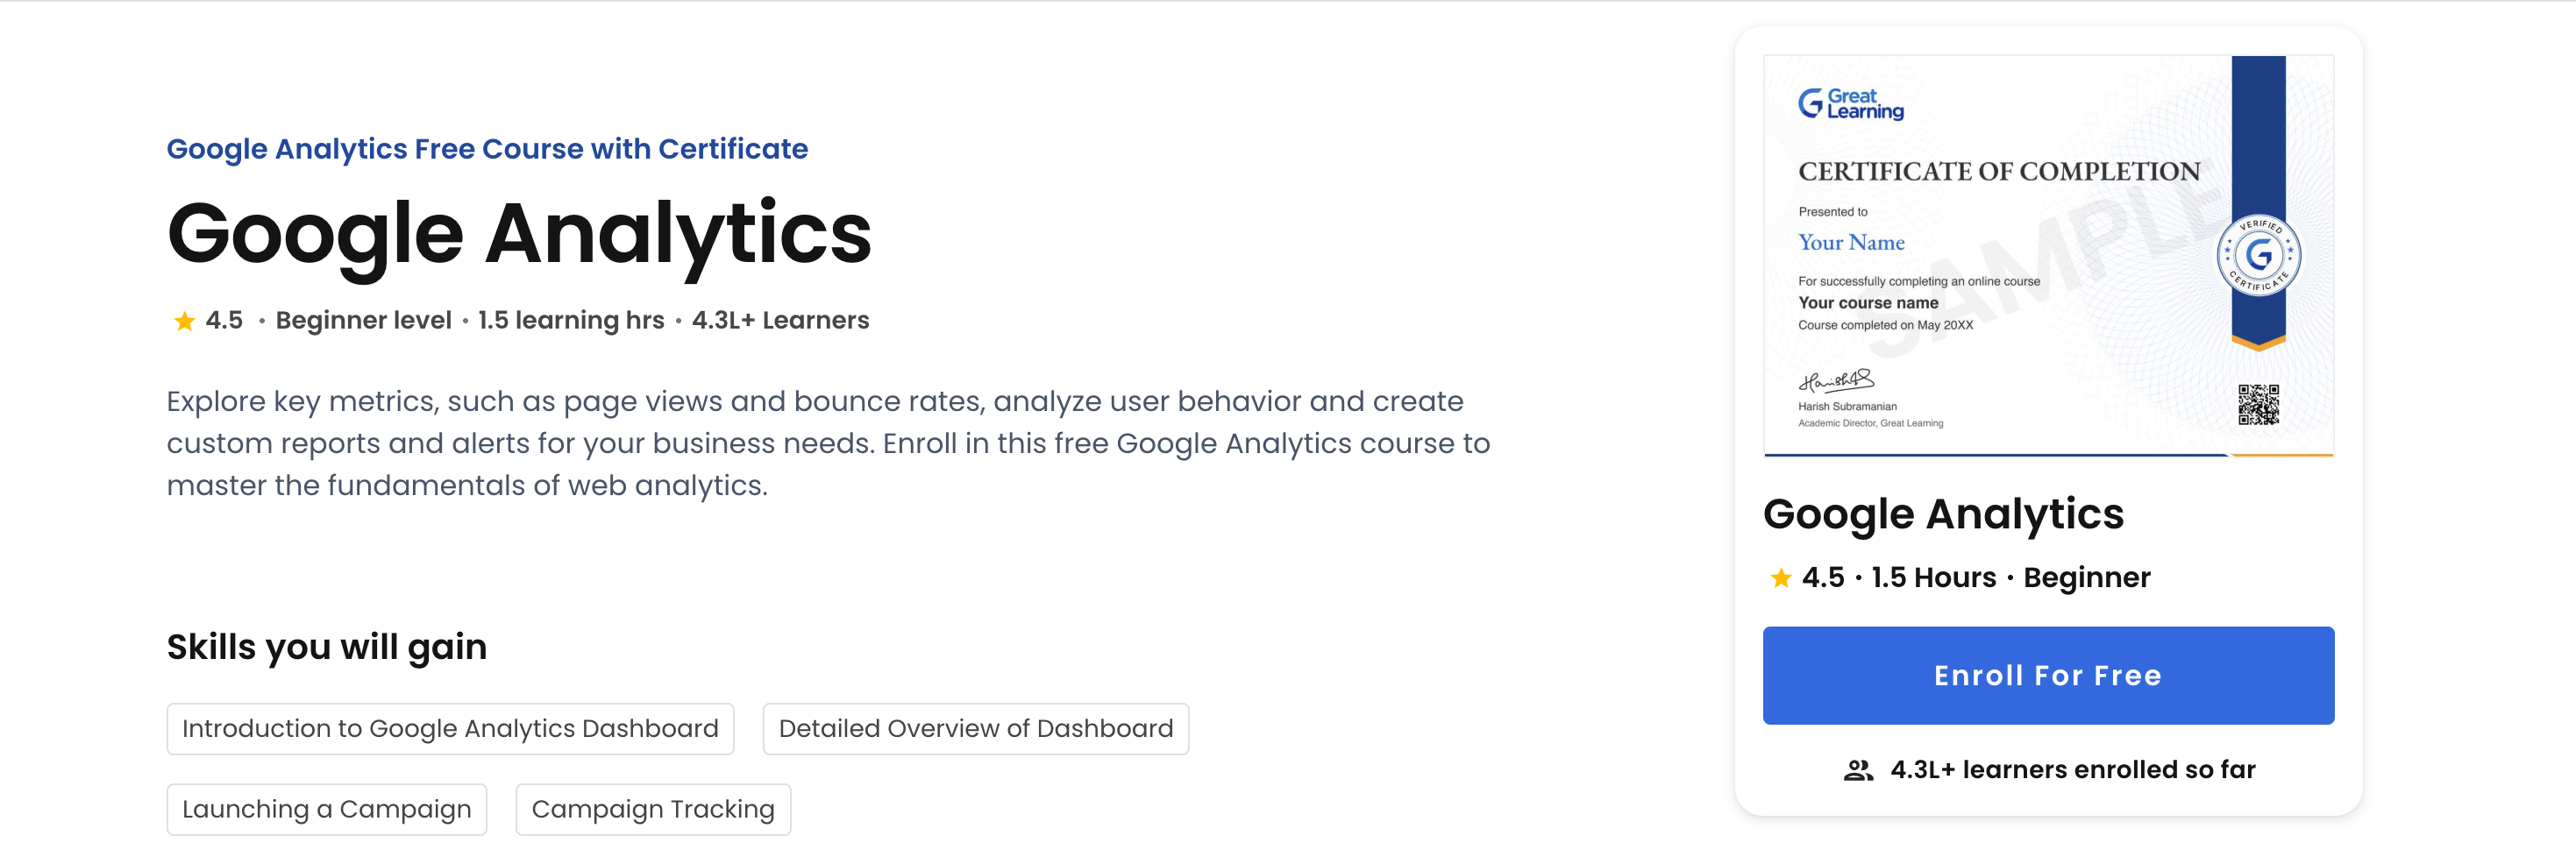 Google Analytics Free Course with Certificate
Google Analytics
4.5 · Beginner level · 1.5 learning hrs · 4.3L+ Learners
Explore key metrics, such as page views and bounce rates, analyze user behavior and create
custom reports and alerts for your business needs. Enroll in this free Google Analytics course to
master the fundamentals of web analytics.
Skills you will gain
Introduction to Google Analytics Dashboard
Detailed Overview of Dashboard
Launching a Campaign
Campaign Tracking
Great
Learning
CERTIFICATE OF COMPLETION
Presented to
Your Name
For successfully completing an online course
Your course name
Course completed on May 20XX
SAMPLE
VERIFIED
CERTIFICATE
Harish Subramanian
Academic Director, Great Learning
Google Analytics
4.5 · 1.5 Hours · Beginner
Enroll For Free
4.3L+ learners enrolled so far